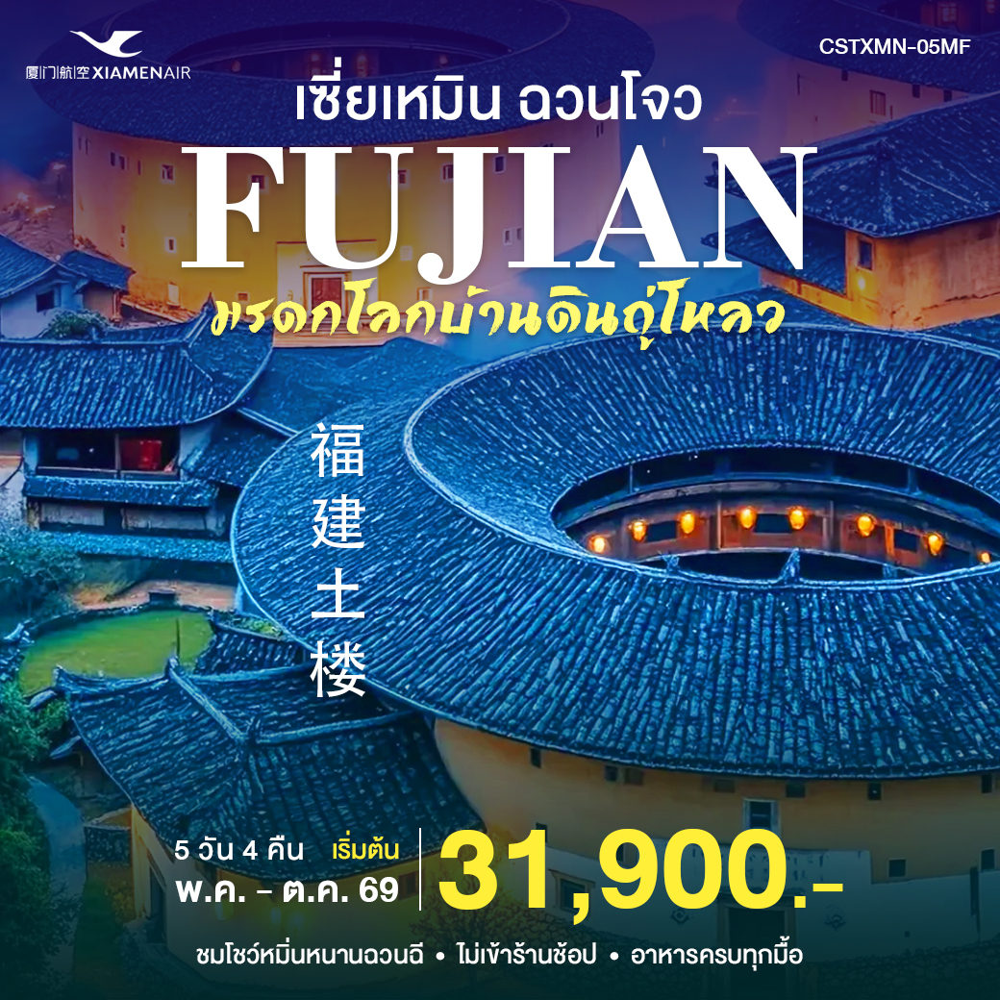 厦门航空 XIAMENAIR
CSTXMN-05MF
เซี่ยเหมิน ฉวนโจว
FUJIAN
มรดกโลกบ้านดินถู่โหลว
福
建
土
楼
5 วัน 4 คืน เริ่มต้น
พ.ค. - ต.ค. 69
31,900.-
ชมโชว์หมิ่นหนานฉวนฉี • ไม่เข้าร้านช้อป • อาหารครบทุกมื้อ